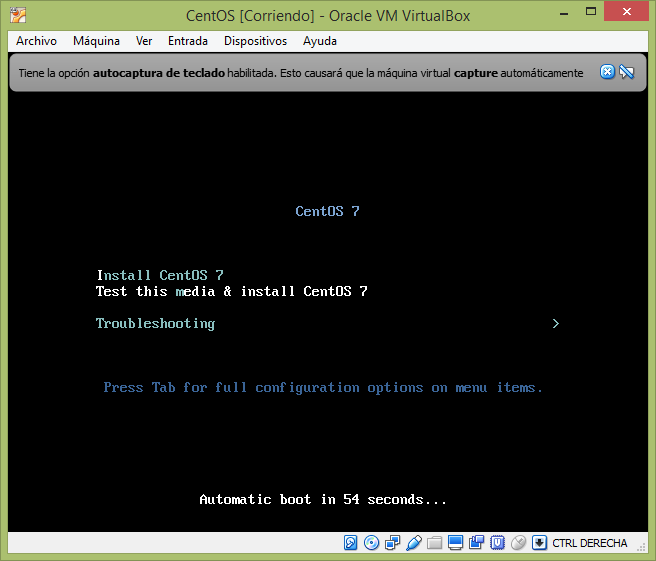 CentOS [Corriendo] - Oracle VM VirtualBox
Archivo Máquina Ver Entrada Dispositivos Ayuda
Tiene la opción autocaptura de teclado habilitada. Esto causará que la máquina virtual capture automáticamente
CentOS 7
Install CentOS 7
Test this media & install CentOS 7
Troubleshooting >
Press Tab for full configuration options on menu items.
Automatic boot in 54 seconds...
CTRL DERECHA